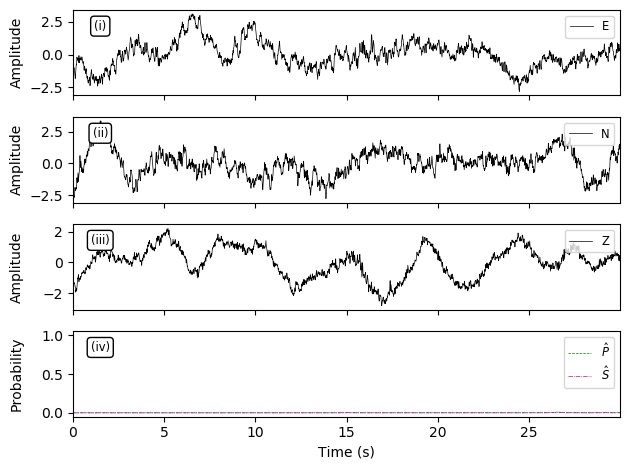 Amplitude
2.5
0.0
−2.5
(i)
E
Amplitude
2.5
0.0
−2.5
(ii)
N
Amplitude
2
0
−2
(iii)
Z
Probability
1.0
0.5
0.0
(iv)
P̂
Ŝ
0 5 10 15 20 25
Time (s)